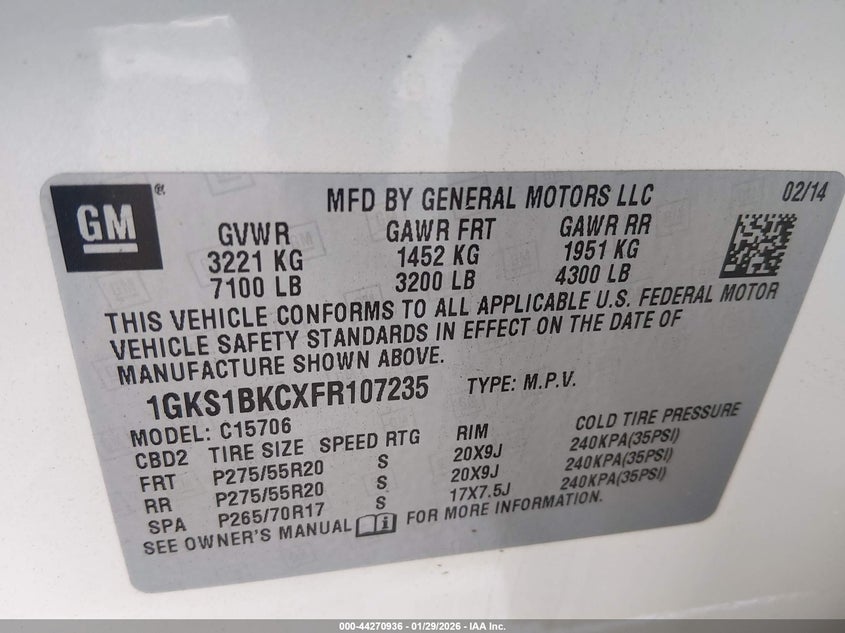 GM ®
MFD BY GENERAL MOTORS LLC 02/14
GVWR GAWR FRT GAWR RR
3221 KG 1452 KG 1951 KG
7100 LB 3200 LB 4300 LB
THIS VEHICLE CONFORMS TO ALL APPLICABLE U.S. FEDERAL MOTOR
VEHICLE SAFETY STANDARDS IN EFFECT ON THE DATE OF
MANUFACTURE SHOWN ABOVE.
1GKS1BKCXFR107235 TYPE: M.P.V.
MODEL: C15706
CBD2 TIRE SIZE SPEED RTG RIM COLD TIRE PRESSURE
FRT P275/55R20 S 20X9J 240KPA(35PSI)
RR P275/55R20 S 20X9J 240KPA(35PSI)
SPA P265/70R17 S 17X7.5J 240KPA(35PSI)
SEE OWNER'S MANUAL i FOR MORE INFORMATION.
000-44270936 - 01/29/2026 - IAA Inc.